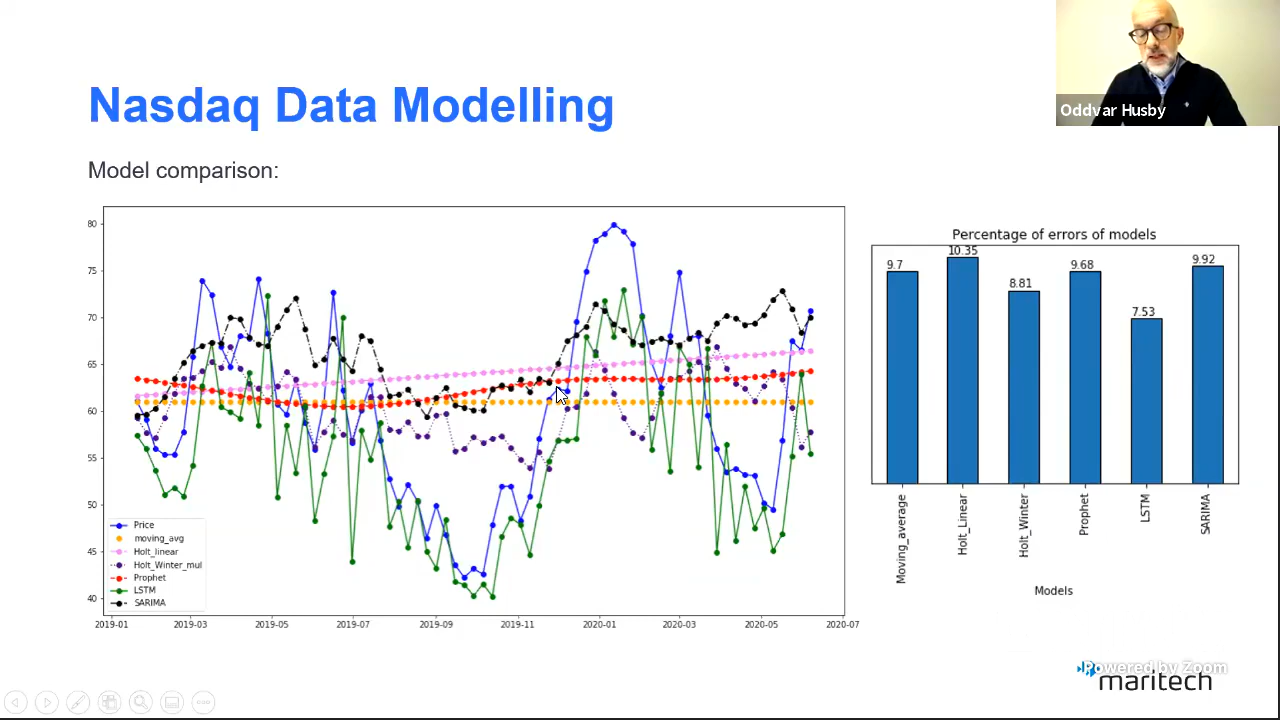 Oddvar Husby
Nasdaq Data Modelling
Model comparison:
80
75
70
65
60
55
50
45
40
Price
moving_avg
Holt_linear
Holt_Winter_mul
Prophet
LSTM
SARIMA
2019-01 2019-03 2019-05 2019-07 2019-09 2019-11 2020-01 2020-03 2020-05 2020-07
Percentage of errors of models
9.7 10.35 8.81 9.68 7.53 9.92
Moving_average Holt_Linear Holt_Winter Prophet LSTM SARIMA
Models
Powered by Zoom
maritech